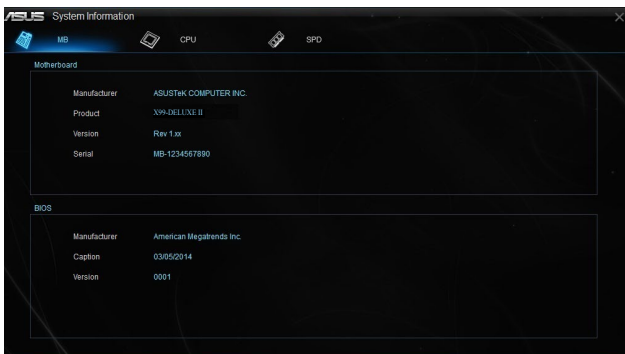 ASUS System Information
MB CPU SPD
Motherboard
Manufacturer ASUSTeK COMPUTER INC.
Product X99-DELUXE II
Version Rev 1.xx
Serial MB-1234567890
BIOS
Manufacturer American Megatrends Inc.
Caption 03/05/2014
Version 0001